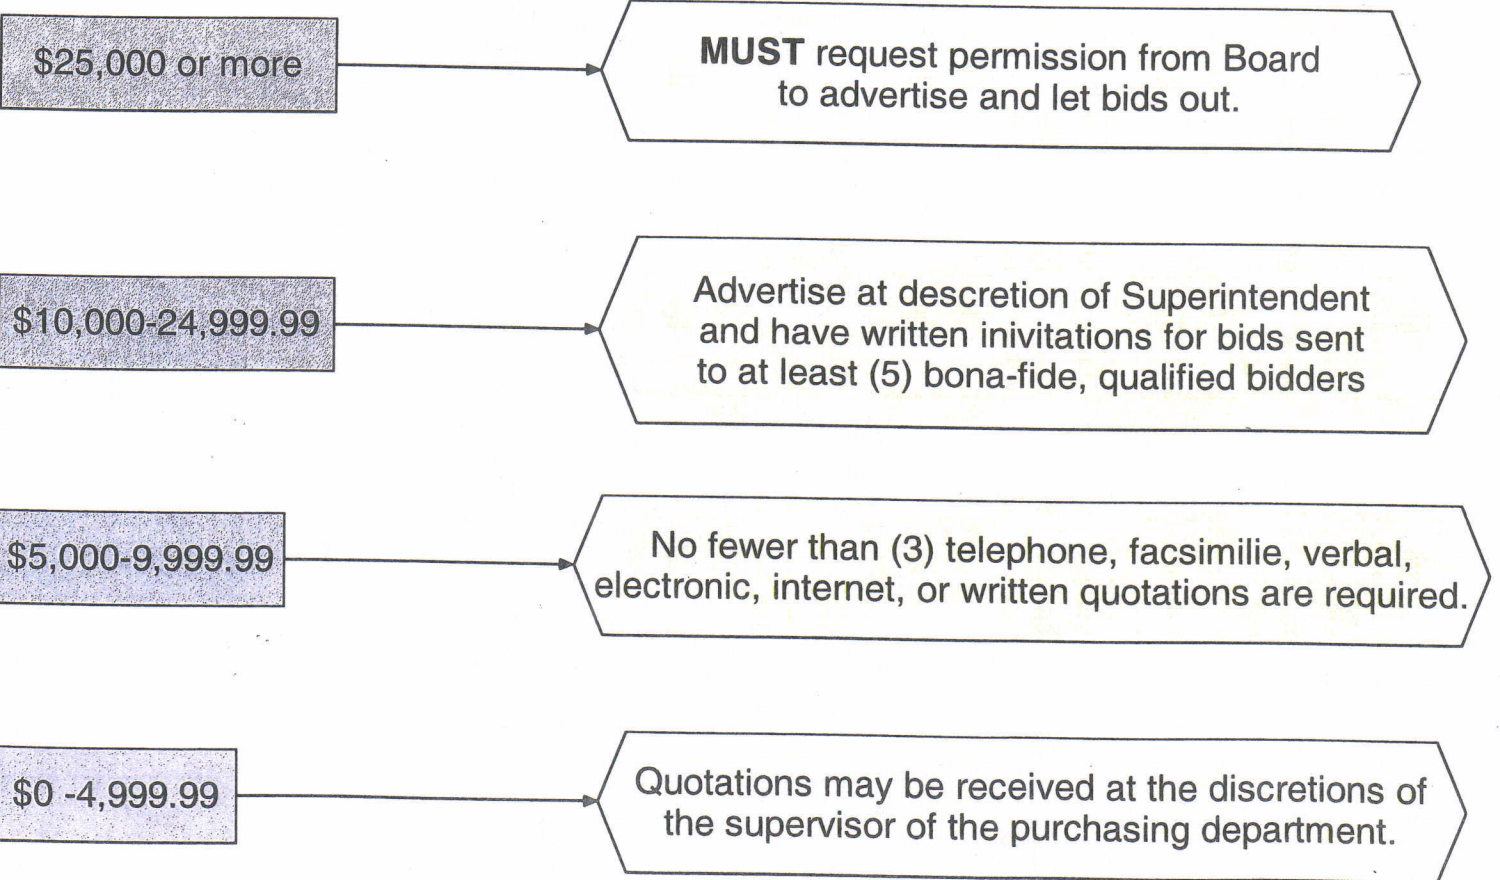 $25,000 or more
MUST request permission from Board
to advertise and let bids out.
$10,000-24,999.99
Advertise at descretion of Superintendent
and have written inivitations for bids sent
to at least (5) bona-fide, qualified bidders
$5,000-9,999.99
No fewer than (3) telephone, facsimilie, verbal,
electronic, internet, or written quotations are required.
$0 -4,999.99
Quotations may be received at the discretions of
the supervisor of the purchasing department.